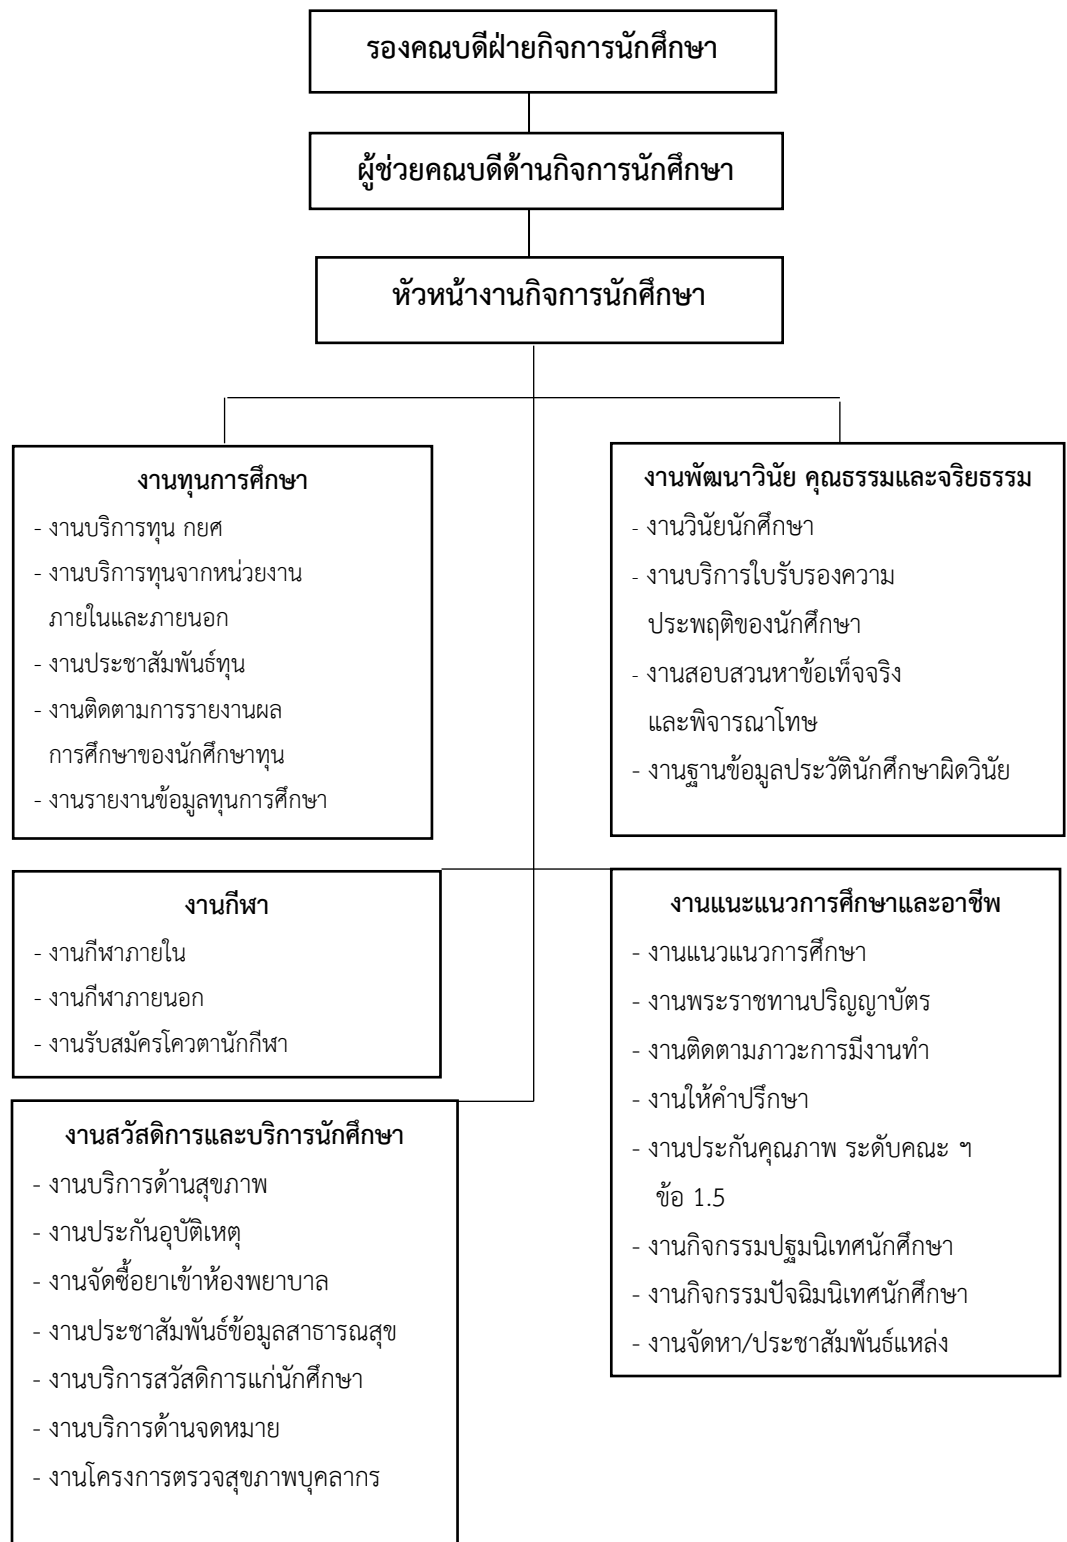 รองคณบดีฝ่ายกิจการนักศึกษา
ผู้ช่วยคณบดีด้านกิจการนักศึกษา
หัวหน้างานกิจการนักศึกษา
งานทุนการศึกษา
- งานบริการทุน กยศ
- งานบริการทุนจากหน่วยงาน
ภายในและภายนอก
- งานประชาสัมพันธ์ทุน
- งานติดตามการรายงานผล
การศึกษาของนักศึกษาทุน
- งานรายงานข้อมูลทุนการศึกษา
งานพัฒนาวินัย คุณธรรมและจริยธรรม
- งานวินัยนักศึกษา
- งานบริการใบรับรองความ
ประพฤติของนักศึกษา
- งานสอบสวนหาข้อเท็จจริง
และพิจารณาโทษ
- งานฐานข้อมูลประวัตินักศึกษาผิดวินัย
งานกีฬา
- งานกีฬาภายใน
- งานกีฬาภายนอก
- งานรับสมัครโควตานักกีฬา
งานแนะแนวการศึกษาและอาชีพ
- งานแนวแนวการศึกษา
- งานพระราชทานปริญญาบัตร
- งานติดตามภาวะการมีงานทำ
- งานให้คำปรึกษา
- งานประกันคุณภาพ ระดับคณะ ฯ
ข้อ 1.5
- งานกิจกรรมปฐมนิเทศนักศึกษา
- งานกิจกรรมปัจฉิมนิเทศนักศึกษา
- งานจัดหา/ประชาสัมพันธ์แหล่ง
งานสวัสดิการและบริการนักศึกษา
- งานบริการด้านสุขภาพ
- งานประกันอุบัติเหตุ
- งานจัดซื้อยาเข้าห้องพยาบาล
- งานประชาสัมพันธ์ข้อมูลสาธารณสุข
- งานบริการสวัสดิการแก่นักศึกษา
- งานบริการด้านจดหมาย
- งานโครงการตรวจสุขภาพบุคลากร